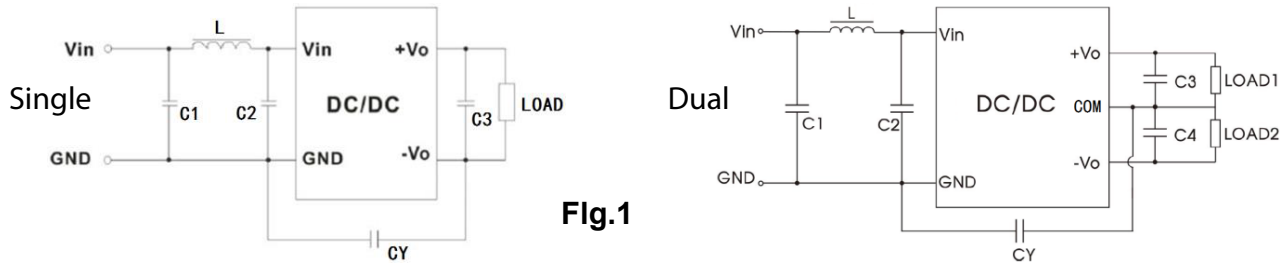 Single
L
Vin
Vin
+Vo
C1
C2
DC/DC
C3
LOAD
GND
GND
-Vo
CY
FIg.1
Dual
L
Vin
Vin
+Vo
C3
LOAD1
C1
C2
DC/DC
COM
C4
LOAD2
-Vo
GND
GND
CY